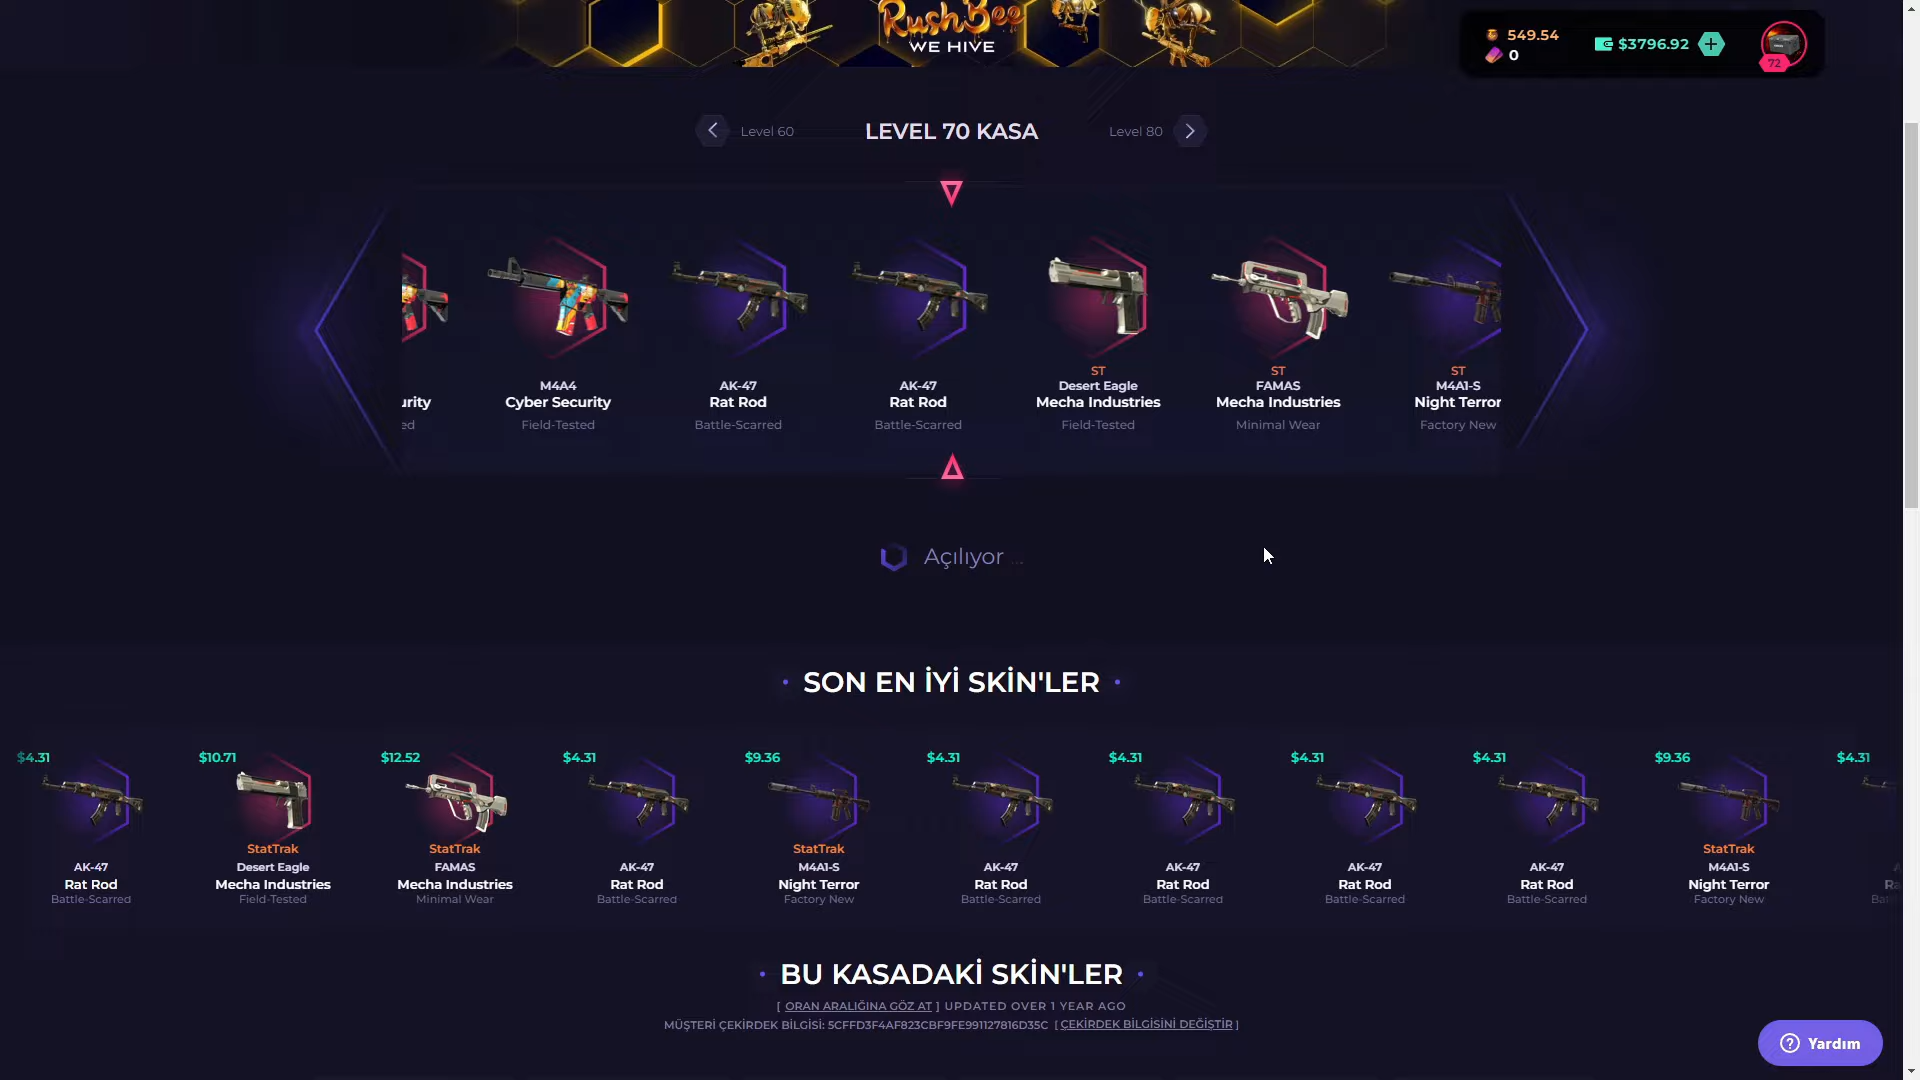 RushBee
WE HIVE
549.54
0
$3796.92
72
Level 60
LEVEL 70 KASA
Level 80
urity
ed
M4A4
Cyber Security
Field-Tested
AK-47
Rat Rod
Battle-Scarred
AK-47
Rat Rod
Battle-Scarred
ST
Desert Eagle
Mecha Industries
Field-Tested
ST
FAMAS
Mecha Industries
Minimal Wear
ST
M4A1-S
Night Terror
Factory New
Açılıyor ...
SON EN İYİ SKİN'LER
$4.31
AK-47
Rat Rod
Battle-Scarred
$10.71
StatTrak
Desert Eagle
Mecha Industries
Field-Tested
$12.52
StatTrak
FAMAS
Mecha Industries
Minimal Wear
$4.31
AK-47
Rat Rod
Battle-Scarred
$9.36
StatTrak
M4A1-S
Night Terror
Factory New
$4.31
AK-47
Rat Rod
Battle-Scarred
$4.31
AK-47
Rat Rod
Battle-Scarred
$4.31
AK-47
Rat Rod
Battle-Scarred
$4.31
AK-47
Rat Rod
Battle-Scarred
$9.36
StatTrak
M4A1-S
Night Terror
Factory New
$4.31
BU KASADAKİ SKİN'LER
[ ORAN ARALIĞINA GÖZ AT ] UPDATED OVER 1 YEAR AGO
MÜŞTERİ ÇEKİRDEK BİLGİSİ: 5CFFD3F4AF823CBF9FE991127816D35C [ ÇEKİRDEK BİLGİSİNİ DEĞİŞTİR ]
Yardım